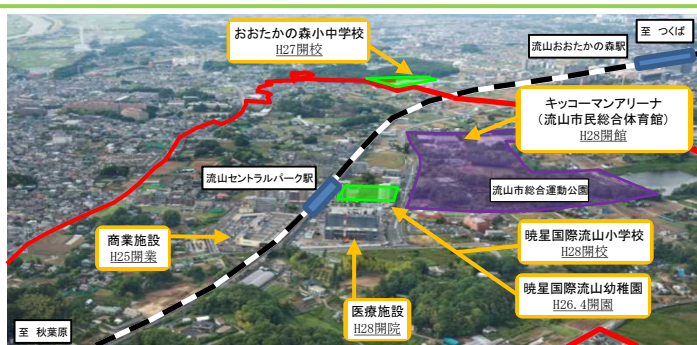 おおたかの森小中学校
H27開校
至 つくば
流山おおたかの森駅
キッコーマンアリーナ
(流山市民総合体育館)
H28開館
流山セントラルパーク駅
流山市総合運動公園
商業施設
H25開業
暁星国際流山小学校
H28開校
暁星国際流山幼稚園
H26.4開園
医療施設
H28開院
至 秋葉原